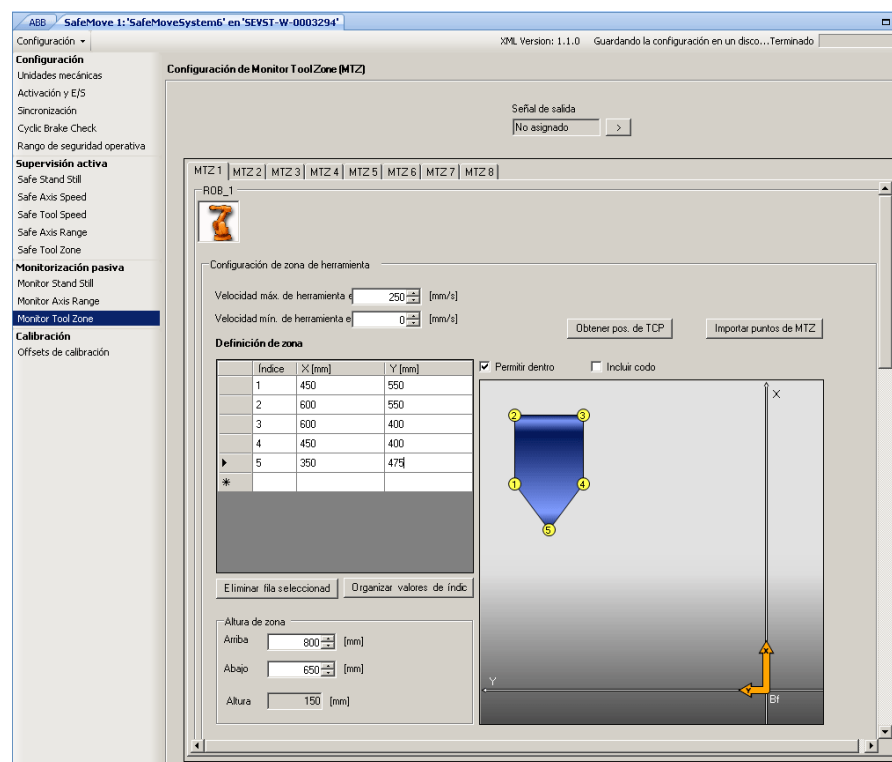 ABB SafeMove 1: 'SafeMoveSystem6' en 'SEVST-W-0003294'
Configuración XML Version: 1.1.0 Guardando la configuración en un disco...Terminado
Configuración
Unidades mecánicas
Activación y E/S
Sincronización
Cyclic Brake Check
Rango de seguridad operativa
Supervisión activa
Safe Stand Still
Safe Axis Speed
Safe Tool Speed
Safe Axis Range
Safe Tool Zone
Monitorización pasiva
Monitor Stand Still
Monitor Axis Range
Monitor Tool Zone
Calibración
Offsets de calibración
Configuración de Monitor Tool Zone (MTZ)
Señal de salida
No asignado >
MTZ 1 MTZ 2 MTZ 3 MTZ 4 MTZ 5 MTZ 6 MTZ 7 MTZ 8
ROB_1
Configuración de zona de herramienta
Velocidad máx. de herramienta e 250 [mm/s]
Velocidad mín. de herramienta e 0 [mm/s]
Obtener pos. de TCP Importar puntos de MTZ
Definición de zona
Permitir dentro Incluir codo
Índice X [mm] Y [mm]
1 450 550
2 600 550
3 600 400
4 450 400
5 350 475
*
Eliminar fila seleccionad Organizar valores de índic
Altura de zona
Arriba 800 [mm]
Abajo 650 [mm]
Altura 150 [mm]
X
2 3
1 4
5
X
Y
Y
Bf